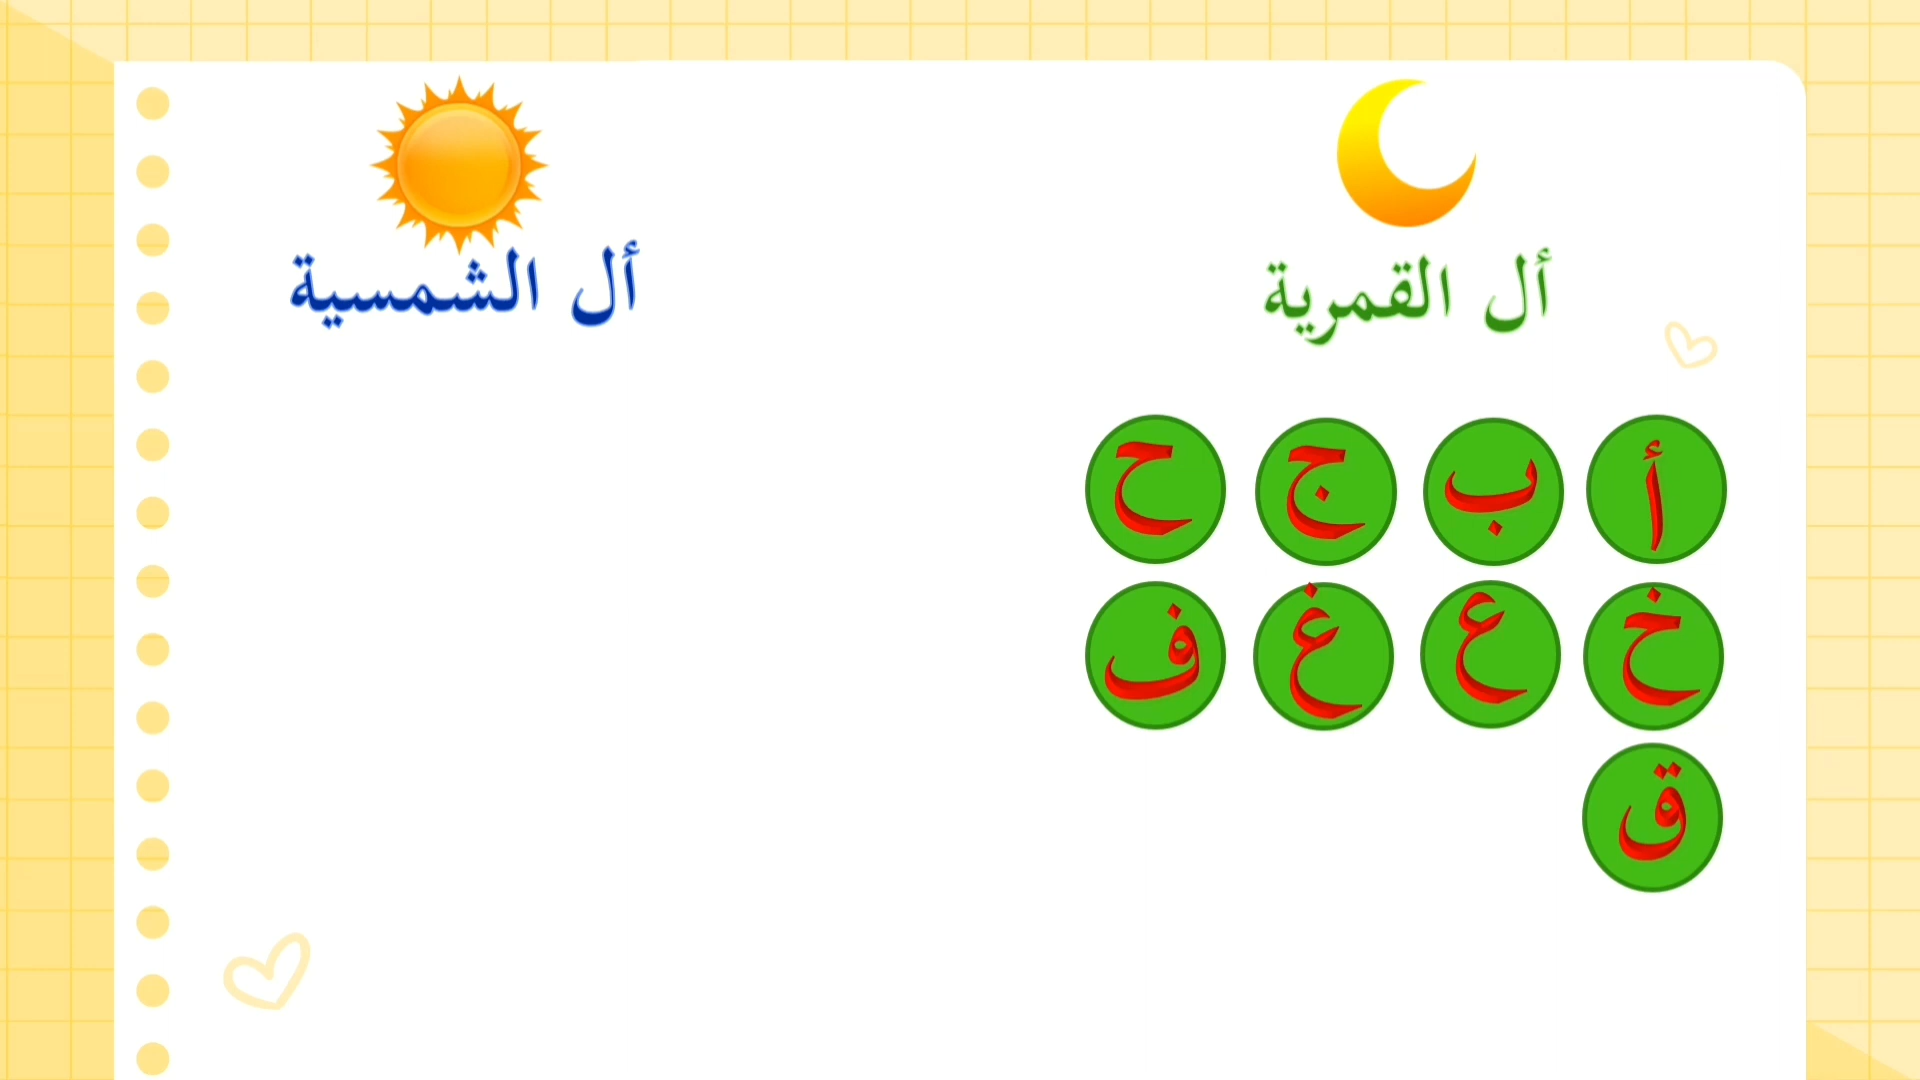 أل القمرية
أل الشمسية
أ ب ج ح
خ ع غ ف
ق